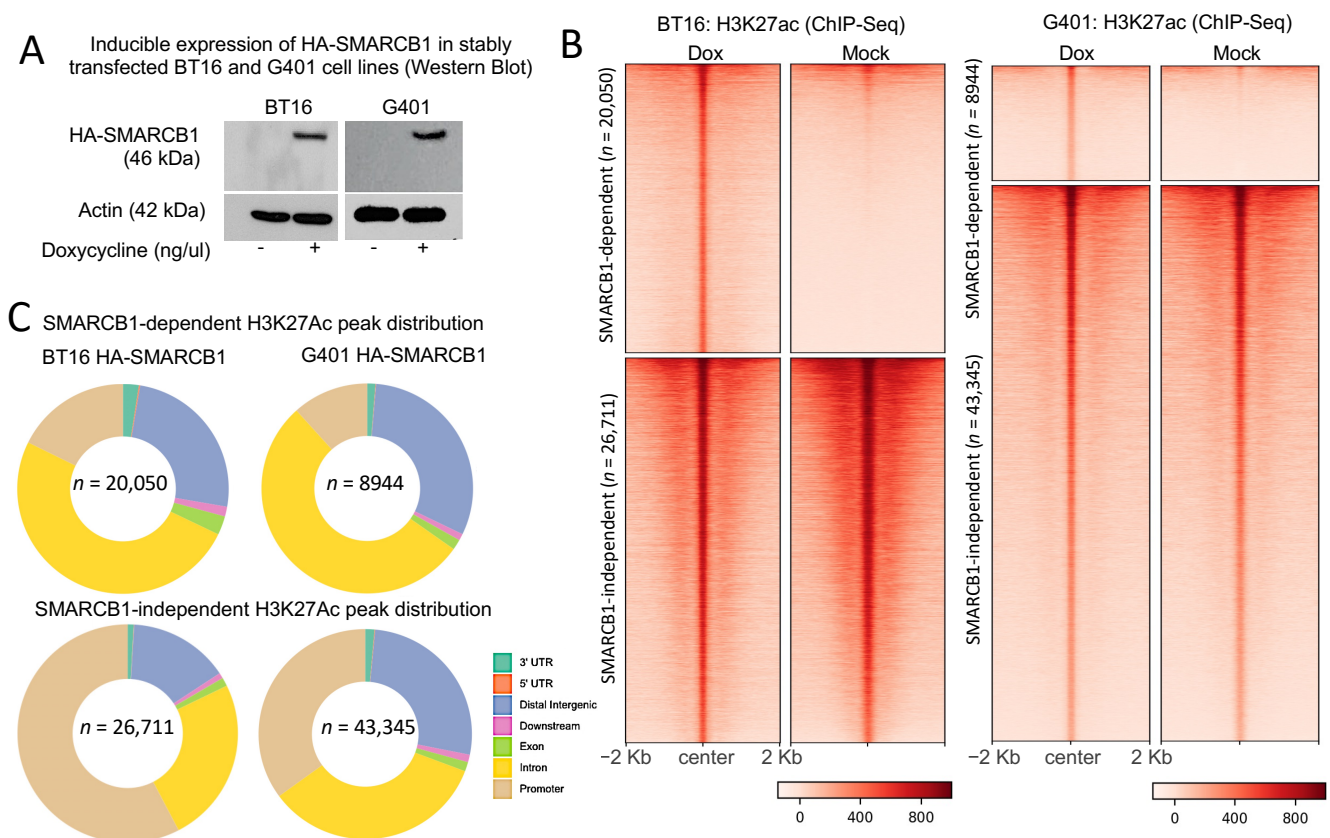 A
Inducible expression of HA-SMARCB1 in stably
transfected BT16 and G401 cell lines (Western Blot)
BT16
G401
HA-SMARCB1
(46 kDa)
Actin (42 kDa)
Doxycycline (ng/ul)
-
+
-
+
B
BT16: H3K27ac (ChIP-Seq)
Dox
Mock
SMARCB1-dependent (n = 20,050)
SMARCB1-independent (n = 26,711)
−2 Kb
center
2 Kb
0
400
800
G401: H3K27ac (ChIP-Seq)
Dox
Mock
SMARCB1-dependent (n = 8944)
SMARCB1-independent (n = 43,345)
−2 Kb
center
2 Kb
0
400
800
C
SMARCB1-dependent H3K27Ac peak distribution
BT16 HA-SMARCB1
G401 HA-SMARCB1
n = 20,050
n = 8944
SMARCB1-independent H3K27Ac peak distribution
n = 26,711
n = 43,345
3' UTR
5' UTR
Distal Intergenic
Downstream
Exon
Intron
Promoter